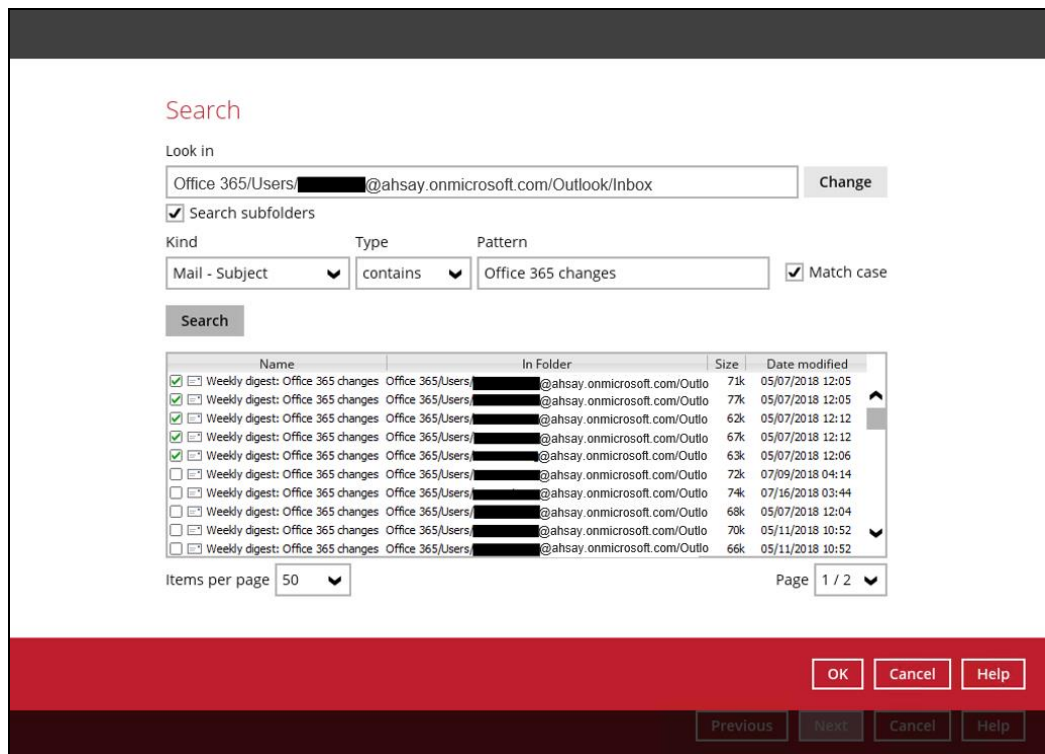 Search
Look in
Office 365/Users/ @ahsay.onmicrosoft.com/Outlook/Inbox Change
Search subfolders
Kind Type Pattern
Mail - Subject contains Office 365 changes Match case
Search
Name In Folder Size Date modified
Weekly digest: Office 365 changes Office 365/Users/ @ahsay.onmicrosoft.com/Outlo 71k 05/07/2018 12:05
Weekly digest: Office 365 changes Office 365/Users/ @ahsay.onmicrosoft.com/Outlo 77k 05/07/2018 12:05
Weekly digest: Office 365 changes Office 365/Users/ @ahsay.onmicrosoft.com/Outlo 62k 05/07/2018 12:12
Weekly digest: Office 365 changes Office 365/Users/ @ahsay.onmicrosoft.com/Outlo 67k 05/07/2018 12:12
Weekly digest: Office 365 changes Office 365/Users/ @ahsay.onmicrosoft.com/Outlo 63k 05/07/2018 12:06
Weekly digest: Office 365 changes Office 365/Users/ @ahsay.onmicrosoft.com/Outlo 72k 07/09/2018 04:14
Weekly digest: Office 365 changes Office 365/Users/ @ahsay.onmicrosoft.com/Outlo 74k 07/16/2018 03:44
Weekly digest: Office 365 changes Office 365/Users/ @ahsay.onmicrosoft.com/Outlo 68k 05/07/2018 12:04
Weekly digest: Office 365 changes Office 365/Users/ @ahsay.onmicrosoft.com/Outlo 70k 05/11/2018 10:52
Weekly digest: Office 365 changes Office 365/Users/ @ahsay.onmicrosoft.com/Outlo 66k 05/11/2018 10:52
Items per page 50 Page 1 / 2
OK Cancel Help
Previous Next Cancel Help